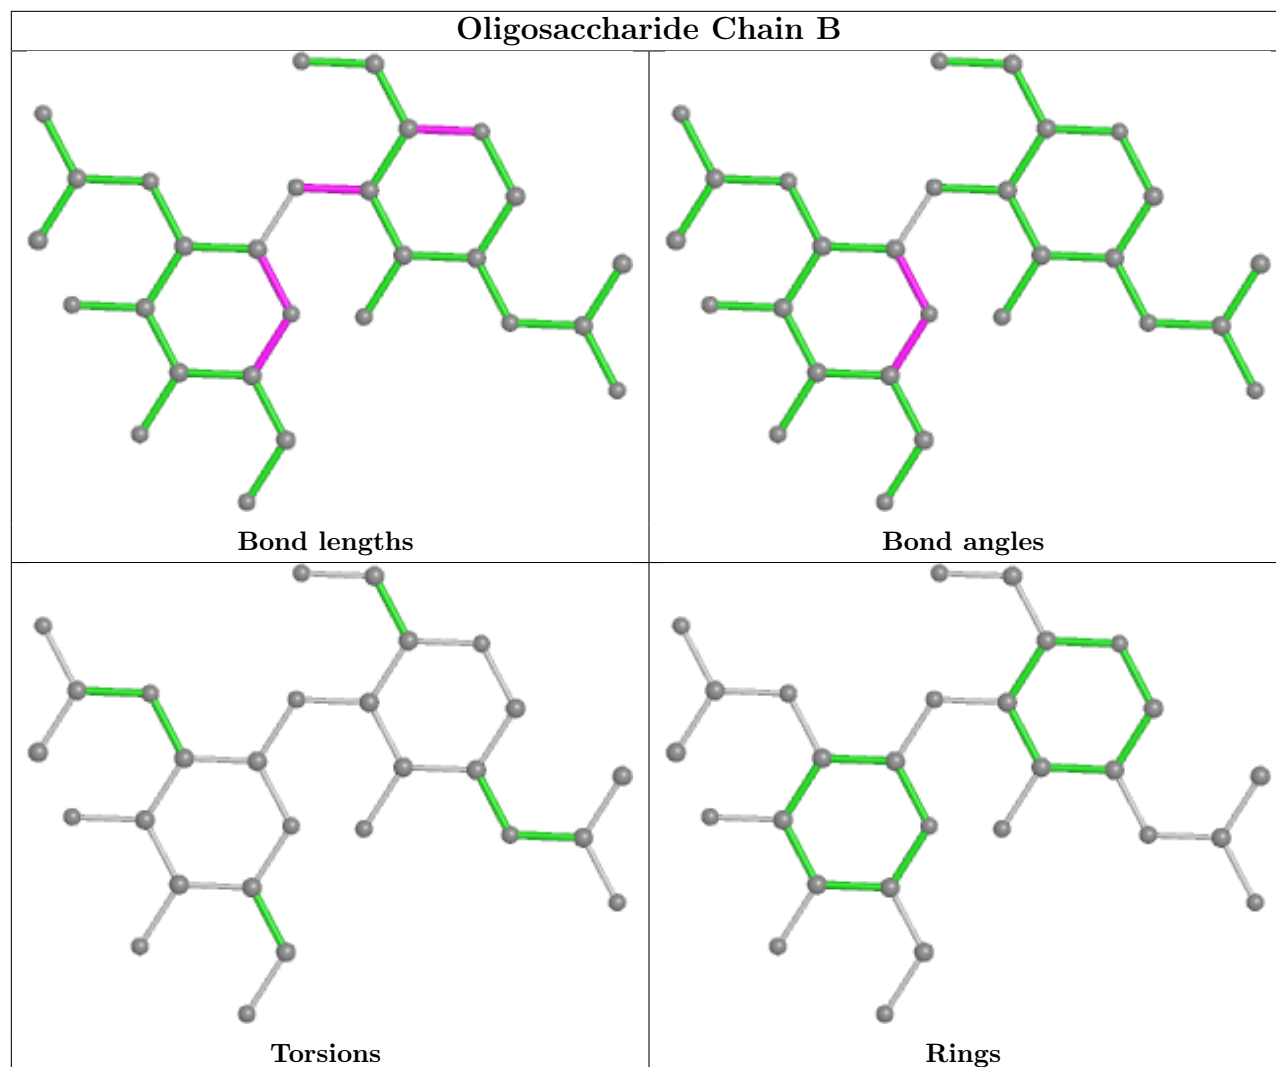 Oligosaccharide Chain B
Bond lengths
Bond angles
Torsions
Rings